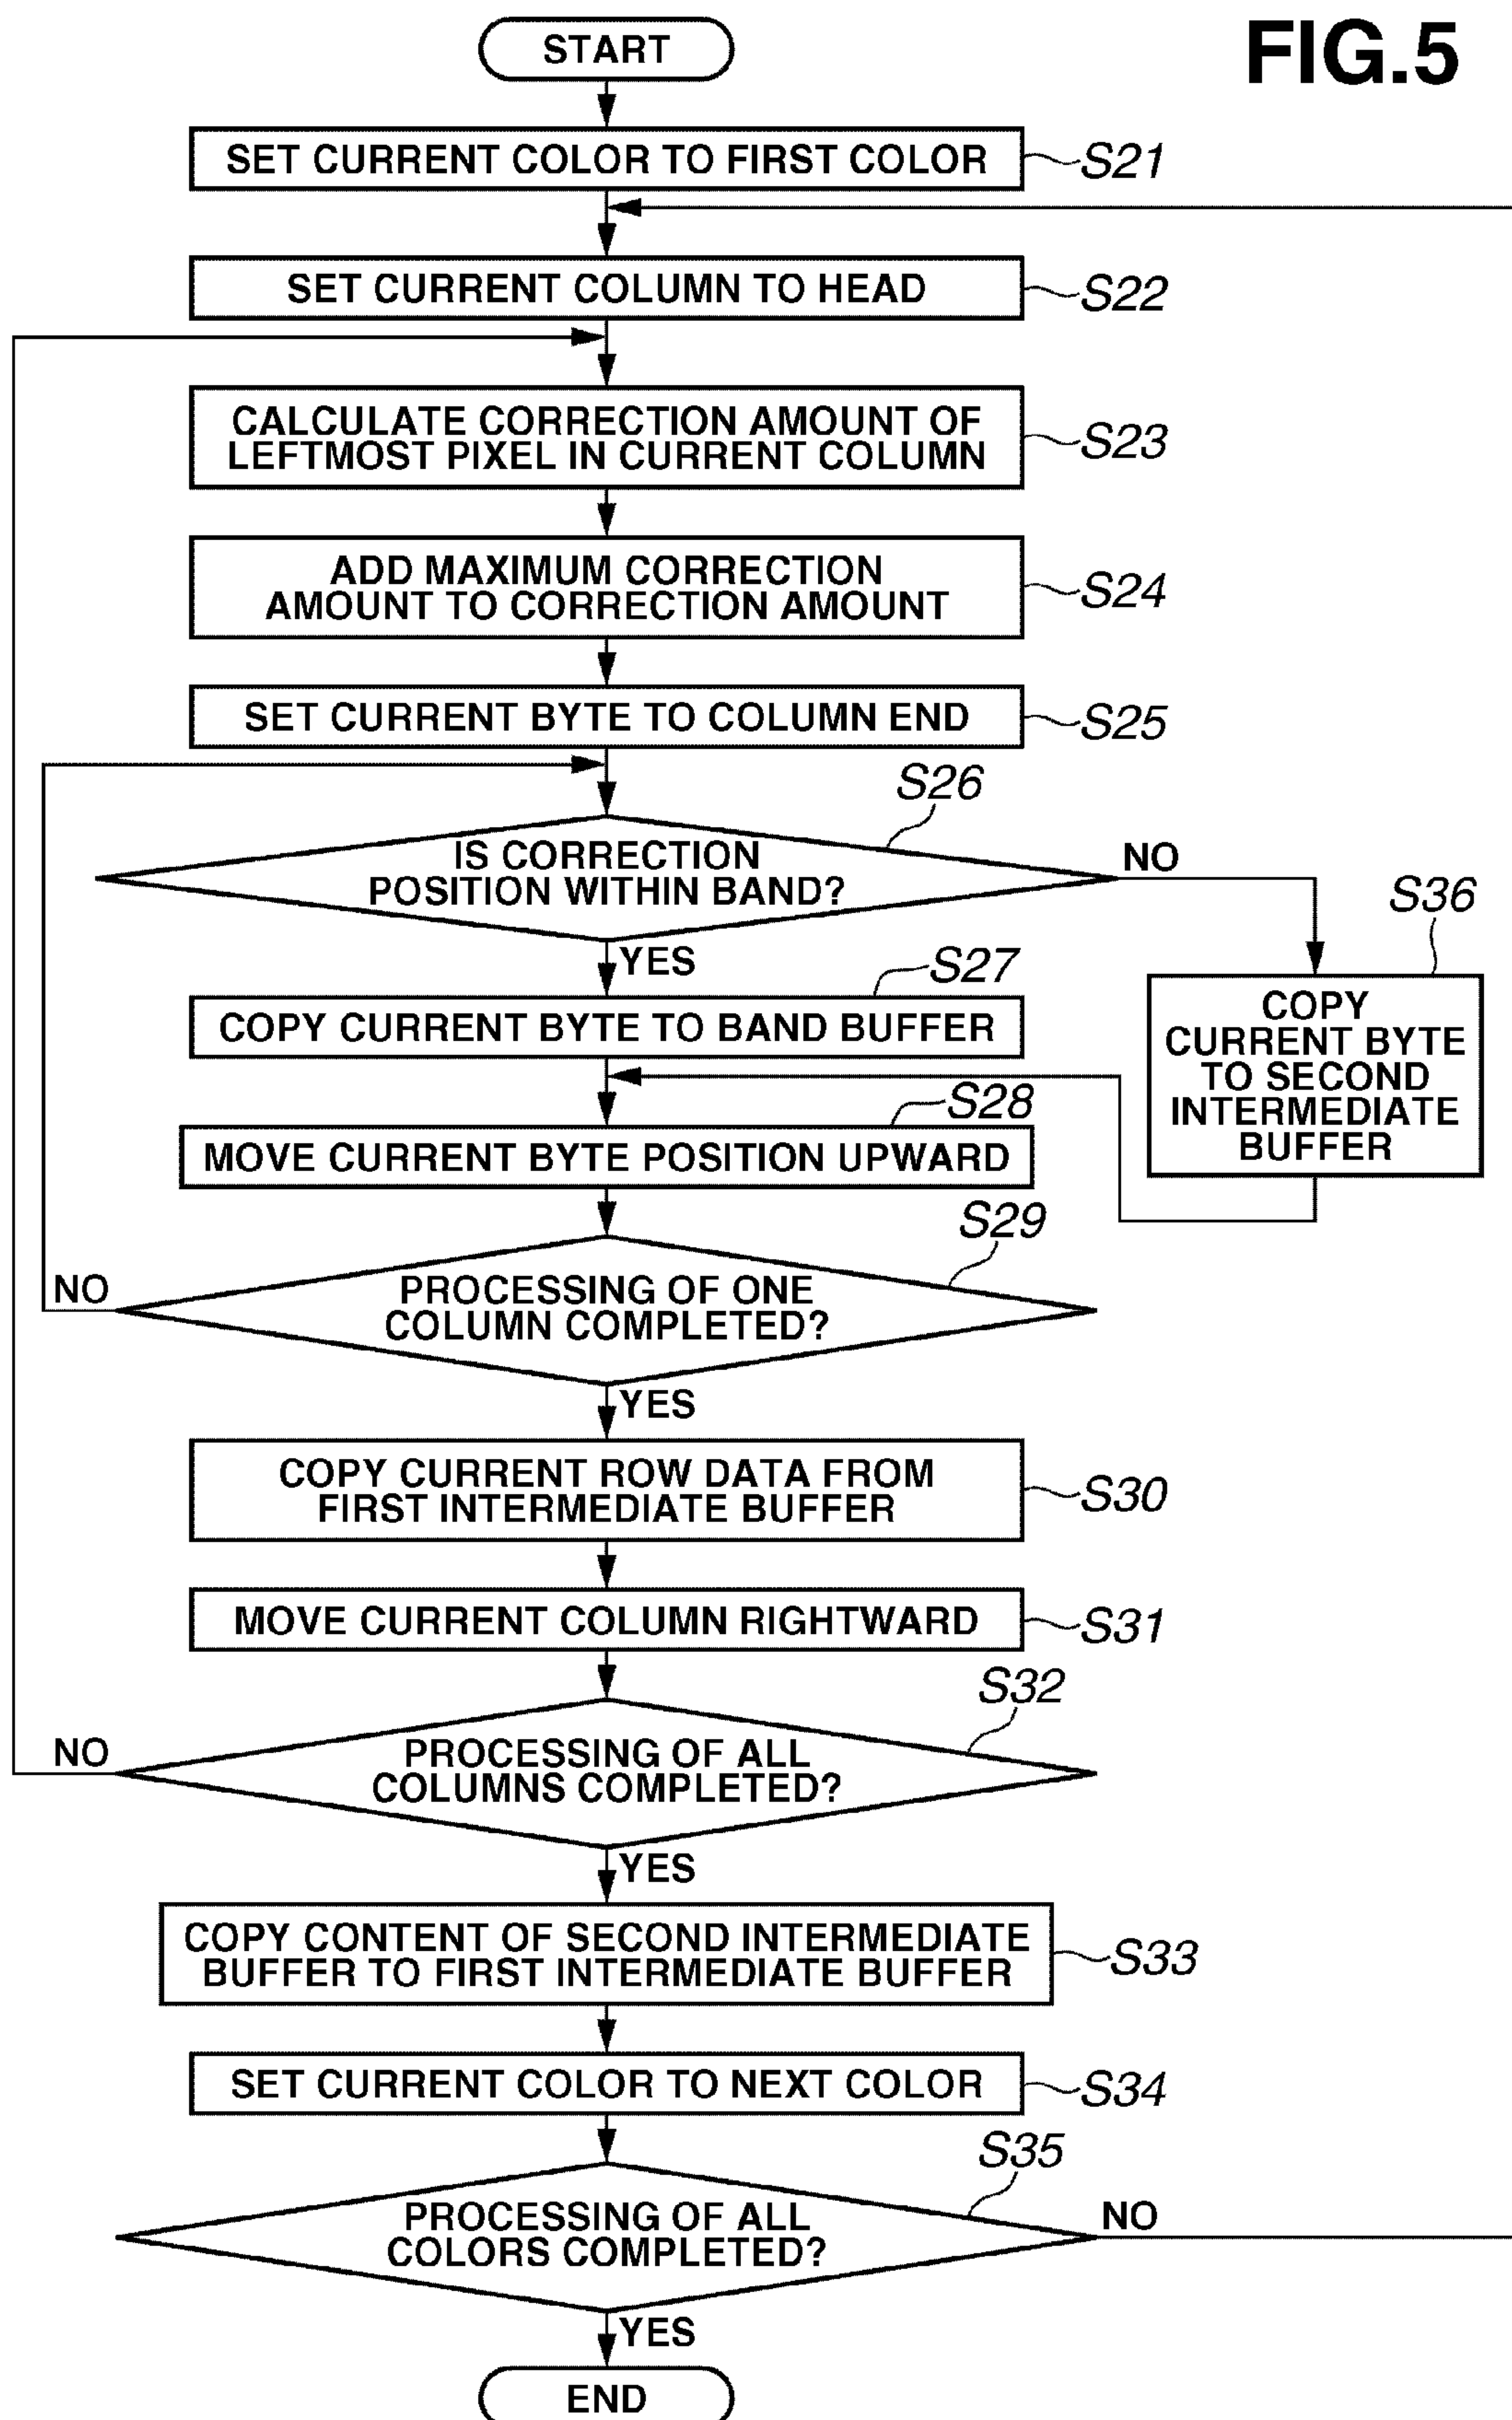 FIG.5
START
SET CURRENT COLOR TO FIRST COLOR
S21
SET CURRENT COLUMN TO HEAD
S22
CALCULATE CORRECTION AMOUNT OF
LEFTMOST PIXEL IN CURRENT COLUMN
S23
ADD MAXIMUM CORRECTION
AMOUNT TO CORRECTION AMOUNT
S24
SET CURRENT BYTE TO COLUMN END
S25
S26
IS CORRECTION
POSITION WITHIN BAND?
NO
YES
S36
COPY
CURRENT BYTE
TO SECOND
INTERMEDIATE
BUFFER
S27
COPY CURRENT BYTE TO BAND BUFFER
S28
MOVE CURRENT BYTE POSITION UPWARD
S29
PROCESSING OF ONE
COLUMN COMPLETED?
NO
YES
COPY CURRENT ROW DATA FROM
FIRST INTERMEDIATE BUFFER
S30
MOVE CURRENT COLUMN RIGHTWARD
S31
S32
PROCESSING OF ALL
COLUMNS COMPLETED?
NO
YES
COPY CONTENT OF SECOND INTERMEDIATE
BUFFER TO FIRST INTERMEDIATE BUFFER
S33
SET CURRENT COLOR TO NEXT COLOR
S34
S35
PROCESSING OF ALL
COLORS COMPLETED?
NO
YES
END